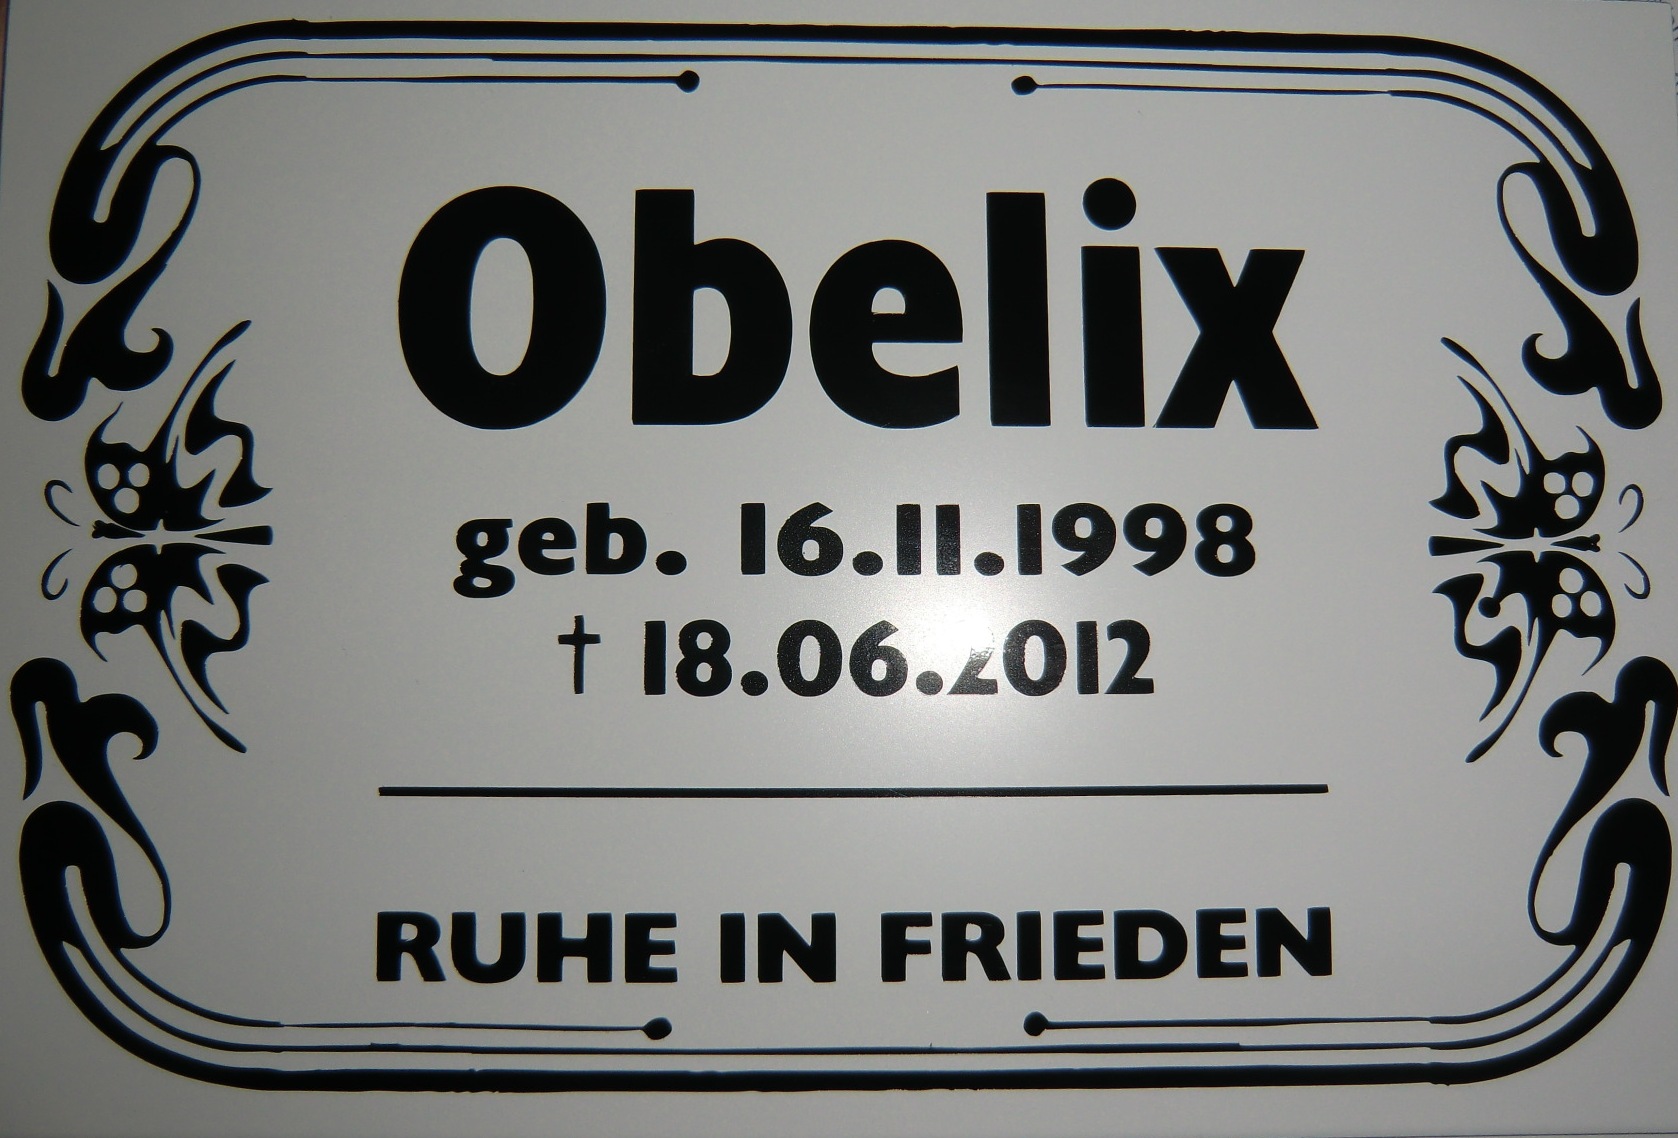 Obelix
geb. 16.11.1998
† 18.06.2012
RUHE IN FRIEDEN